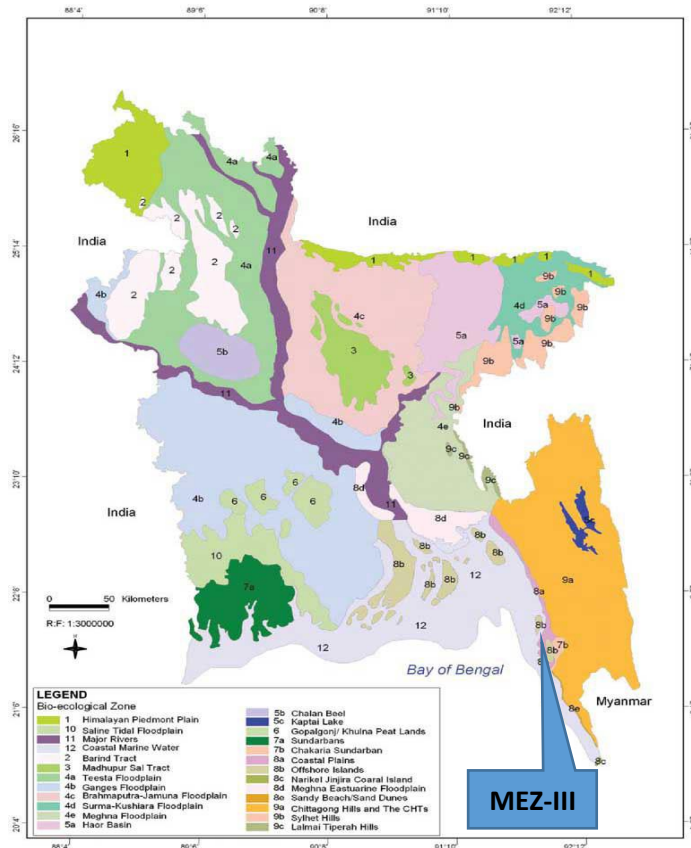 88°4' 89°6' 90°8' 91°10' 92°12'
26°16'
25°14'
24°12'
23°10'
22°8'
21°6'
20°4'
India
India
India
India
Myanmar
Bay of Bengal
1
2
2
2
2
2
2
2
4a
4a
4a
11
4b
5b
11
4c
3
3
1
1
1
1
1
5a
4d
5a
5a
9b
9b
9b
9b
9b
9b
9b
4b
4e
9c
9c
9c
8d
11
8d
4b
6
6
6
10
7a
12
12
12
8b
8b
8b
8b
8b
8b
8a
9a
8b
7b
8b
8e
8c
0 50 Kilometers
R:F: 1:3000000
MEZ-III
LEGEND
Bio-ecological Zone
1 Himalayan Piedmont Plain
10 Saline Tidal Floodplain
11 Major Rivers
12 Coastal Marine Water
2 Barind Tract
3 Madhupur Sal Tract
4a Teesta Floodplain
4b Ganges Floodplain
4c Brahmaputra-Jamuna Floodplain
4d Surma-Kushiara Floodplain
4e Meghna Floodplain
5a Haor Basin
5b Chalan Beel
5c Kaptai Lake
6 Gopalgonj/ Khulna Peat Lands
7a Sundarbans
7b Chakaria Sundarban
8a Coastal Plains
8b Offshore Islands
8c Narikel Jinjira Coaral Island
8d Meghna Eastuarine Floodplain
8e Sandy Beach/Sand Dunes
9a Chittagong Hills and The CHTs
9b Sylhet Hills
9c Lalmai Tiperah Hills